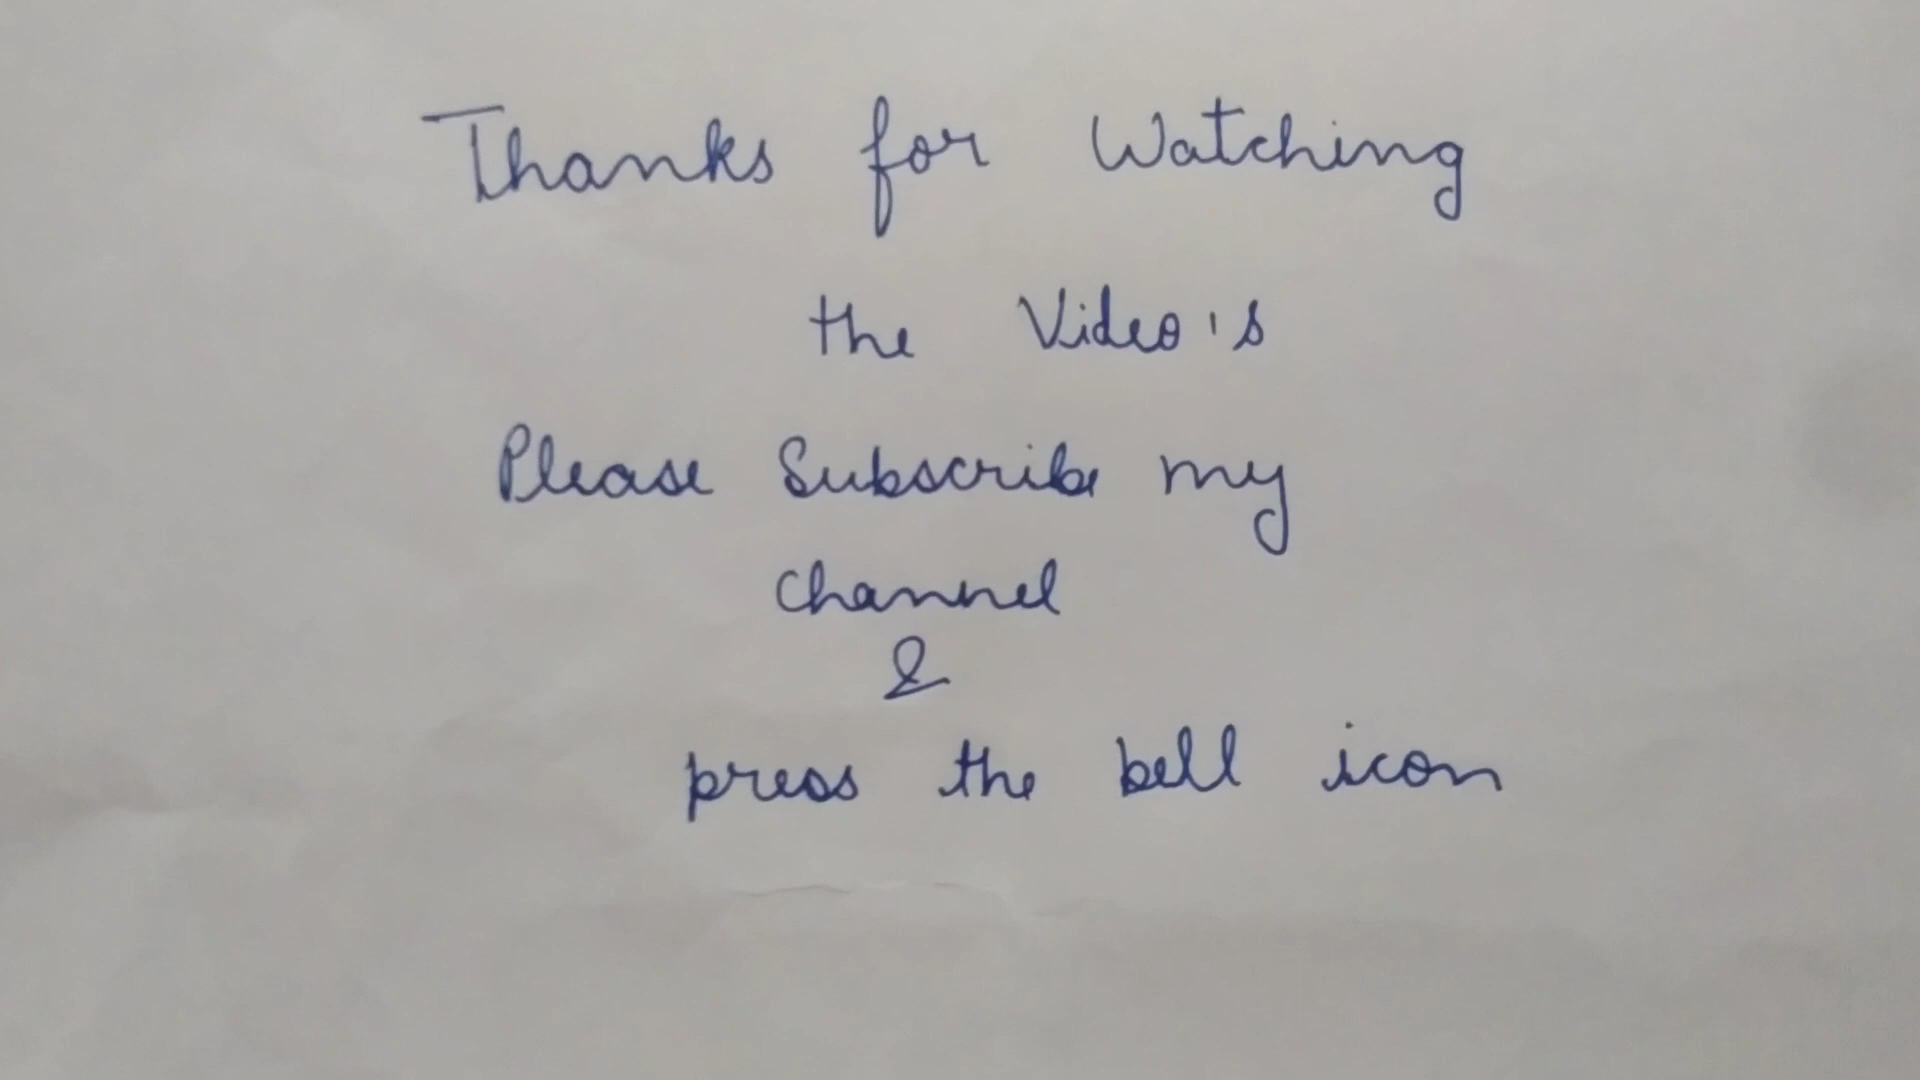 Thanks for Watching
the Video's
Please Subscribe my
Channel
&
press the bell icon